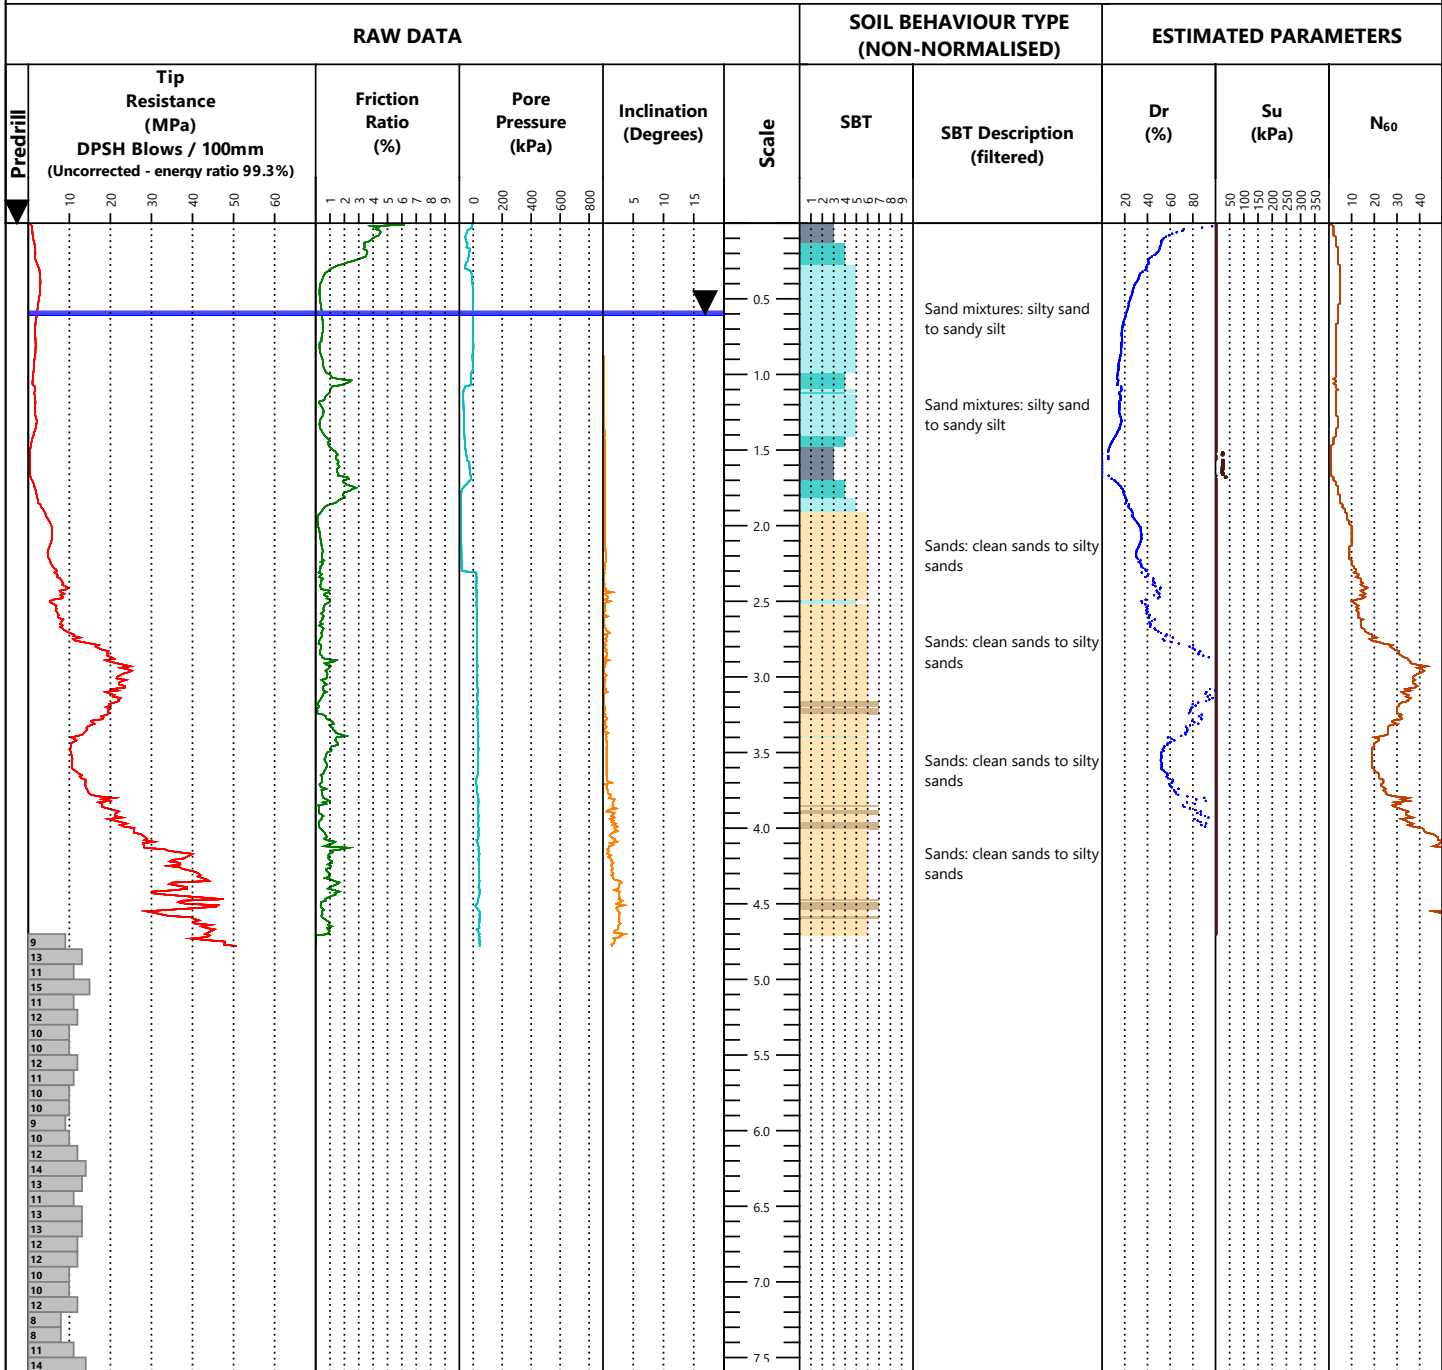 RAW DATA
SOIL BEHAVIOUR TYPE
(NON-NORMALISED)
ESTIMATED PARAMETERS
Predrill
Tip
Resistance
(MPa)
DPSH Blows / 100mm
(Uncorrected - energy ratio 99.3%)
Friction
Ratio
(%)
Pore
Pressure
(kPa)
Inclination
(Degrees)
Scale
SBT
SBT Description
(filtered)
Dr
(%)
Su
(kPa)
N60
10 20 30 40 50 60
1 2 3 4 5 6 7 8 9
0 200 400 600 800
5 10 15
1 2 3 4 5 6 7 8 9
20 40 60 80
50 100 150 200 250 300 350
10 20 30 40
0.5
Sand mixtures: silty sand
to sandy silt
1.0
Sand mixtures: silty sand
to sandy silt
1.5
2.0
Sands: clean sands to silty
sands
2.5
Sands: clean sands to silty
sands
3.0
3.5
Sands: clean sands to silty
sands
4.0
Sands: clean sands to silty
sands
4.5
9
13
11
15
5.0
11
12
10
10
5.5
12
11
10
10
9
10
6.0
12
14
13
11
6.5
13
13
12
12
10
7.0
10
12
8
8
11
7.5
14